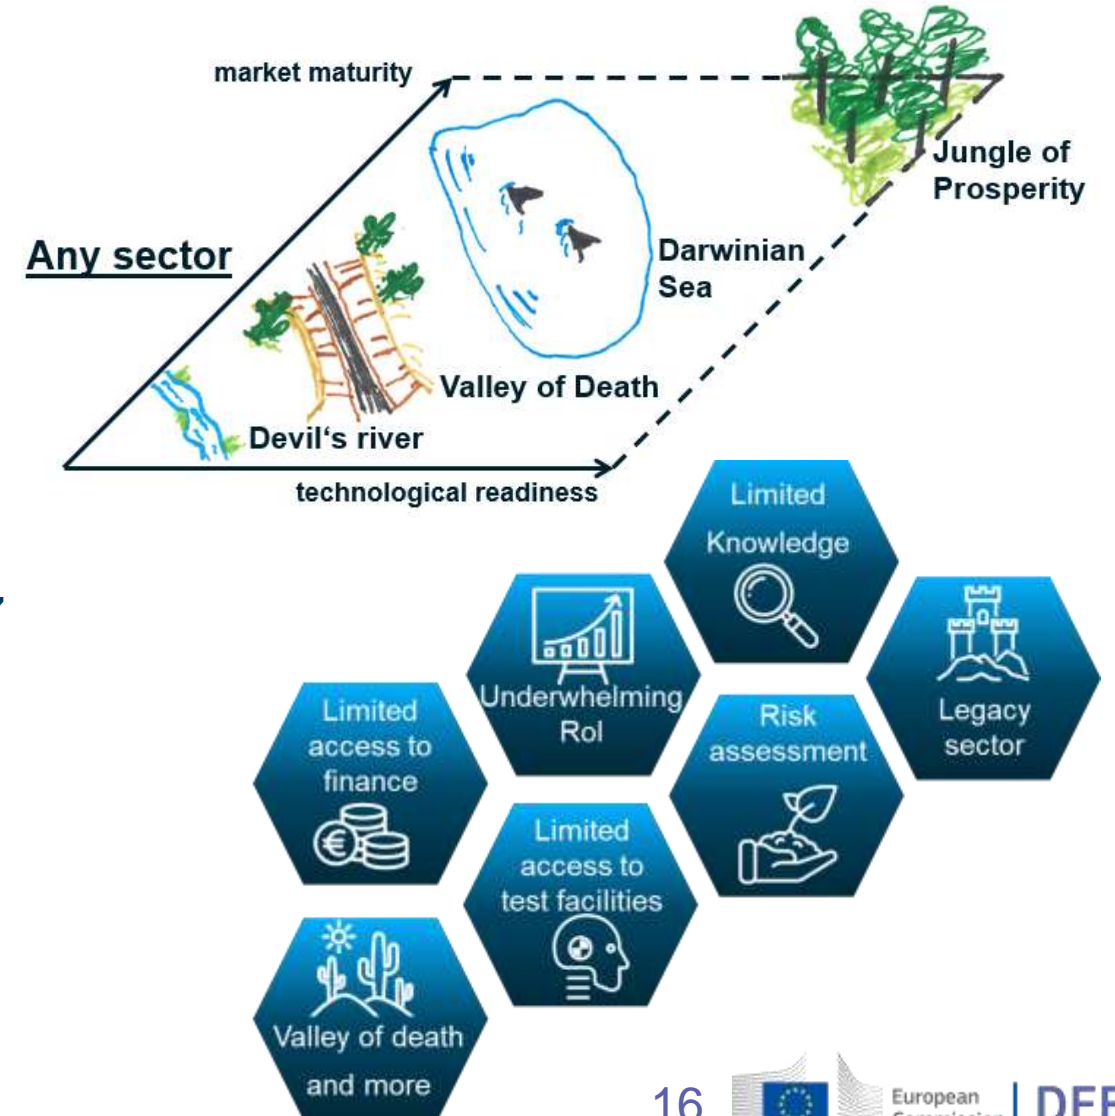 market maturity
Jungle of
Prosperity
Any sector
Darwinian
Sea
Valley of Death
Devil‘s river
technological readiness
Limited
Knowledge
Underwhelming
RoI
Legacy
sector
Limited
access to
finance
€
Risk
assessment
Limited
access to
test facilities
Valley of death
and more
16
European